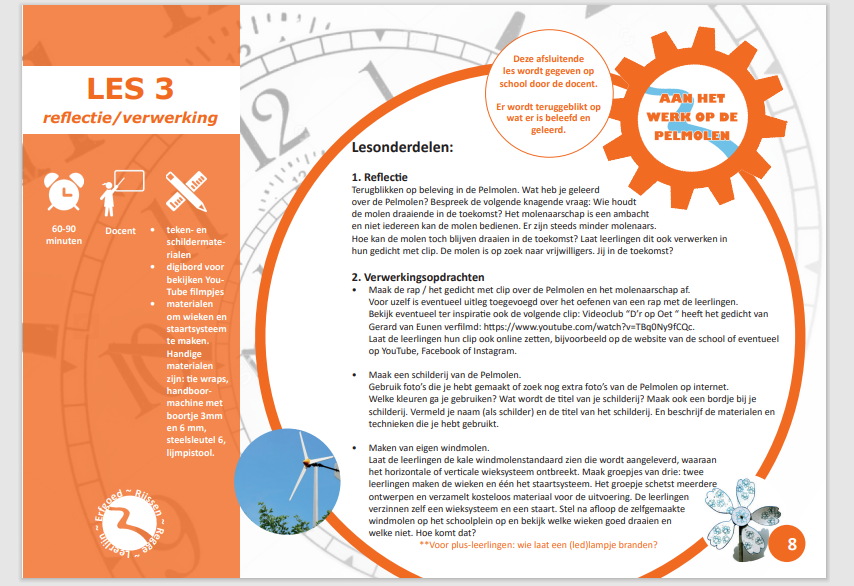 LES 3
reflectie/verwerking
60-90
minuten
Docent
• teken- en
schildermate-
rialen
• digibord voor
bekijken You-
Tube filmpjes
• materialen
om wieken en
staartsysteem
te maken.
Handige
materialen
zijn: tie wraps,
handboor-
machine met
boortje 3mm
en 6 mm,
steelsleutel 6,
lijmpistool.
Leerlijn ~ Erfgoed ~ Rijssen ~ Regge ~
12
1
2
Deze afsluitende
les wordt gegeven op
school door de docent.
Er wordt teruggeblikt op
wat er is beleefd en
geleerd.
AAN HET
WERK OP DE
PELMOLEN
Lesonderdelen:
1. Reflectie
Terugblikken op beleving in de Pelmolen. Wat heb je geleerd
over de Pelmolen? Bespreek de volgende knagende vraag: Wie houdt
de molen draaiende in de toekomst? Het molenaarschap is een ambacht
en niet iedereen kan de molen bedienen. Er zijn steeds minder molenaars.
Hoe kan de molen toch blijven draaien in de toekomst? Laat leerlingen dit ook verwerken in
hun gedicht met clip. De molen is op zoek naar vrijwilligers. Jij in de toekomst?
2. Verwerkingsopdrachten
• Maak de rap / het gedicht met clip over de Pelmolen en het molenaarschap af.
Voor uzelf is eventueel uitleg toegevoegd over het oefenen van een rap met de leerlingen.
Bekijk eventueel ter inspiratie ook de volgende clip: Videoclub "D'r op Oet " heeft het gedicht van
Gerard van Eunen verfilmd: https://www.youtube.com/watch?v=TBq0Ny9fCQc.
Laat de leerlingen hun clip ook online zetten, bijvoorbeeld op de website van de school of eventueel
op YouTube, Facebook of Instagram.
• Maak een schilderij van de Pelmolen.
Gebruik foto's die je hebt gemaakt of zoek nog extra foto's van de Pelmolen op internet.
Welke kleuren ga je gebruiken? Wat wordt de titel van je schilderij? Maak ook een bordje bij je
schilderij. Vermeld je naam (als schilder) en de titel van het schilderij. En beschrijf de materialen en
technieken die je hebt gebruikt.
• Maken van eigen windmolen.
Laat de leerlingen de kale windmolenstandaard zien die wordt aangeleverd, waaraan
het horizontale of verticale wieksysteem ontbreekt. Maak groepjes van drie: twee
leerlingen maken de wieken en één het staartsysteem. Het groepje schetst meerdere
ontwerpen en verzamelt kosteloos materiaal voor de uitvoering. De leerlingen
verzinnen zelf een wieksysteem en een staart. Stel na afloop de zelfgemaakte
windmolen op het schoolplein op en bekijk welke wieken goed draaien en
welke niet. Hoe komt dat?
**Voor plus-leerlingen: wie laat een (led)lampje branden?
8